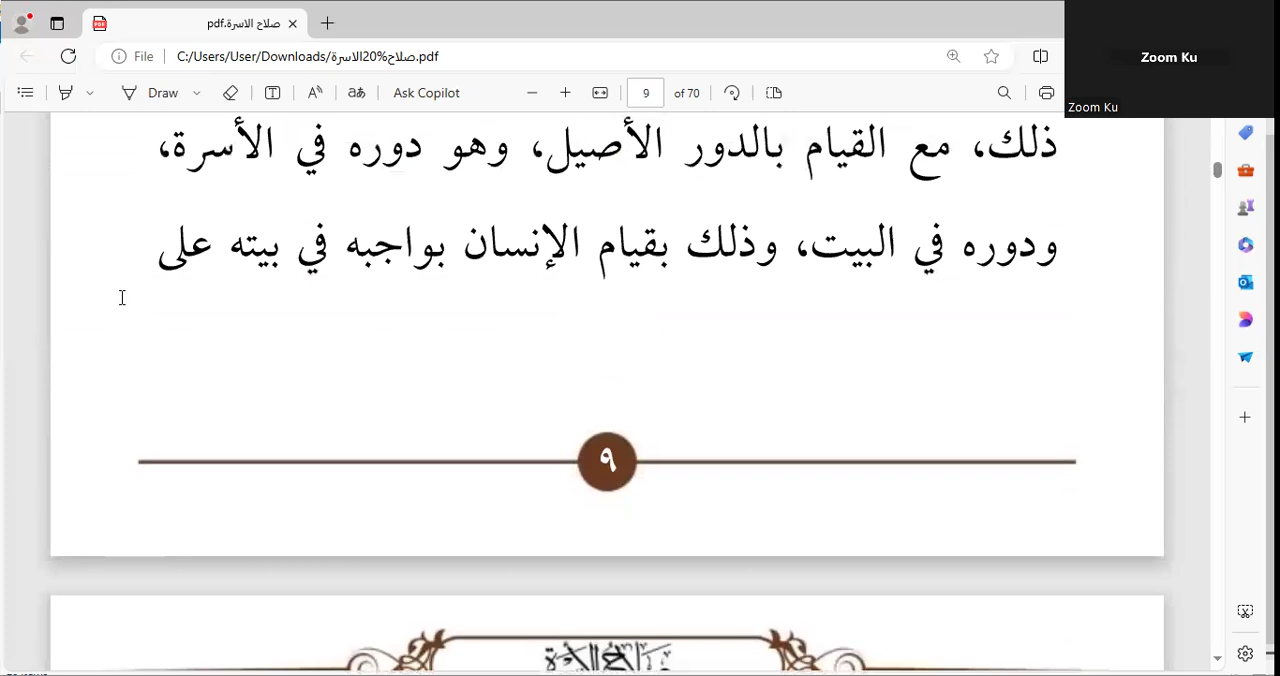 صلاح الاسرة.pdf
Zoom Ku
File
C:/Users/User/Downloads/صلاح%20الاسرة.pdf
Draw
aあ
Ask Copilot
9
of 70
Zoom Ku
ذلك، مع القيام بالدور الأصيل، وهو دوره في الأسرة،
ودوره في البيت، وذلك بقيام الإنسان بواجبه في بيته على
٩